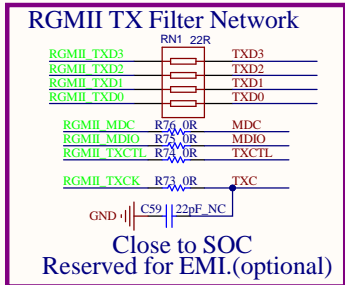 RGMII TX Filter Network
RN1 22R
RGMII_TXD3 TXD3
RGMII_TXD2 TXD2
RGMII_TXD1 TXD1
RGMII_TXD0 TXD0
RGMII_MDC R76 0R MDC
RGMII_MDIO R75 0R MDIO
RGMII_TXCTL R74 0R TXCTL
RGMII_TXCK R73 0R TXC
GND C59 22pF_NC
Close to SOC
Reserved for EMI.(optional)